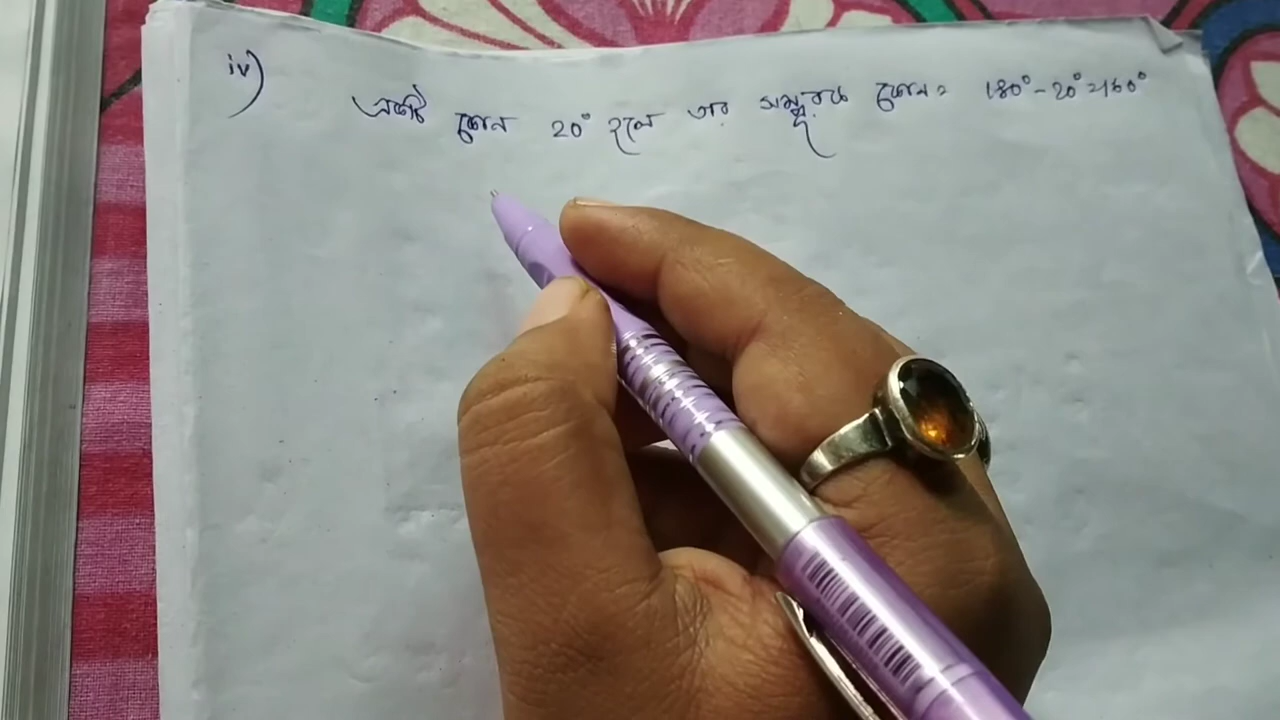 iv)
একটি কোন 20° হলে তার সম্পূরক কোন = 180° - 20° = 160°